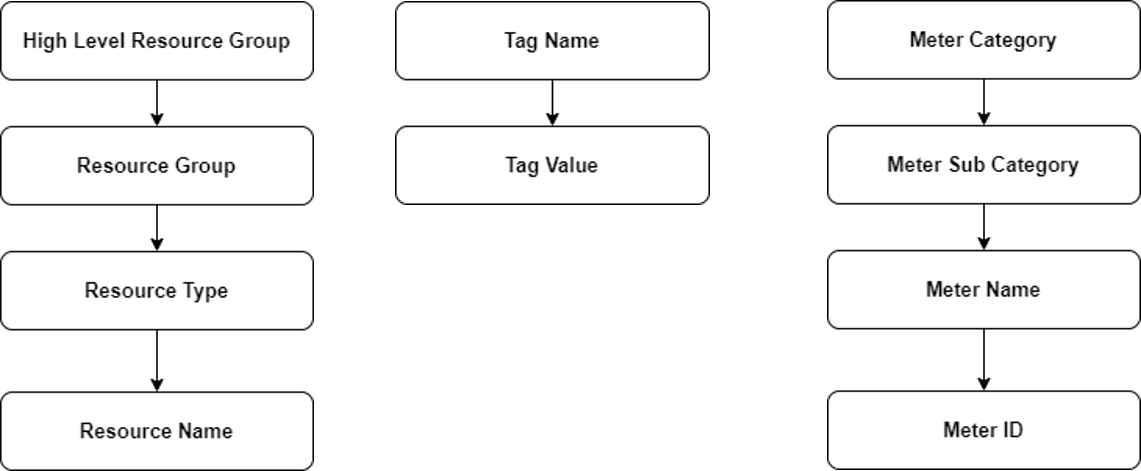 High Level Resource Group
Tag Name
Meter Category
Resource Group
Tag Value
Meter Sub Category
Resource Type
Meter Name
Resource Name
Meter ID